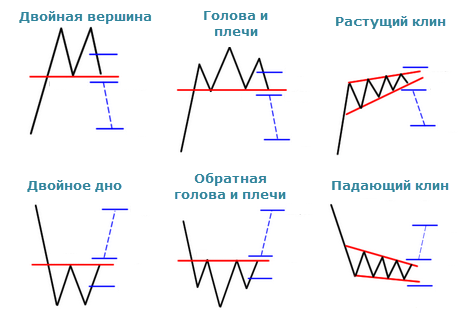 Двойная вершина
Голова и
плечи
Растущий клин
Двойное дно
Обратная
голова и плечи
Падающий клин